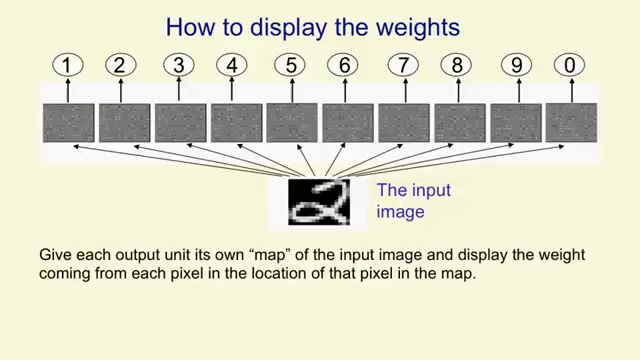 How to display the weights
1 2 3 4 5 6 7 8 9 0
The input
image
Give each output unit its own “map” of the input image and display the weight
coming from each pixel in the location of that pixel in the map.